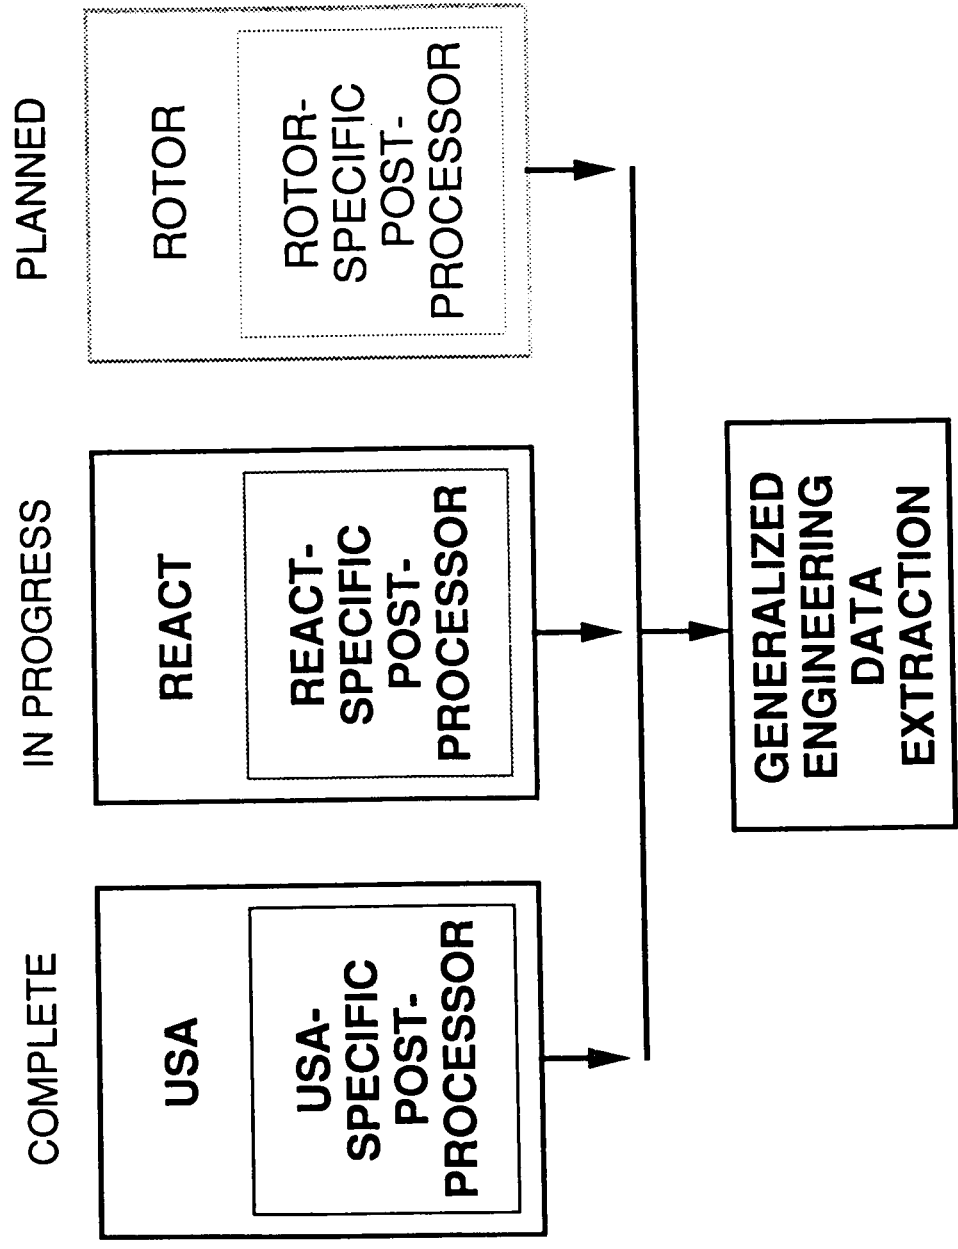 COMPLETE
USA
USA-
SPECIFIC
POST-
PROCESSOR
IN PROGRESS
REACT
REACT-
SPECIFIC
POST-
PROCESSOR
PLANNED
ROTOR
ROTOR-
SPECIFIC
POST-
PROCESSOR
GENERALIZED
ENGINEERING
DATA
EXTRACTION